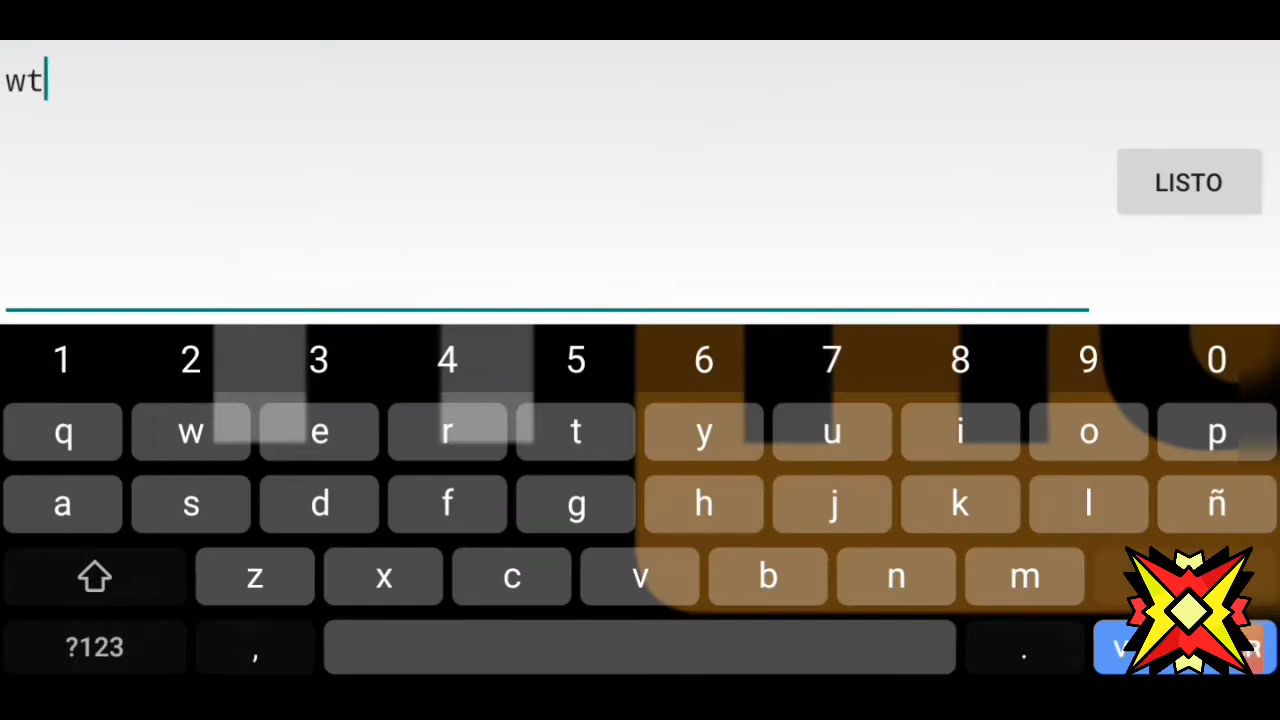 wt
LISTO
1 2 3 4 5 6 7 8 9 0
q w e r t y u i o p
a s d f g h j k l ñ
z x c v b n m
?123 , .